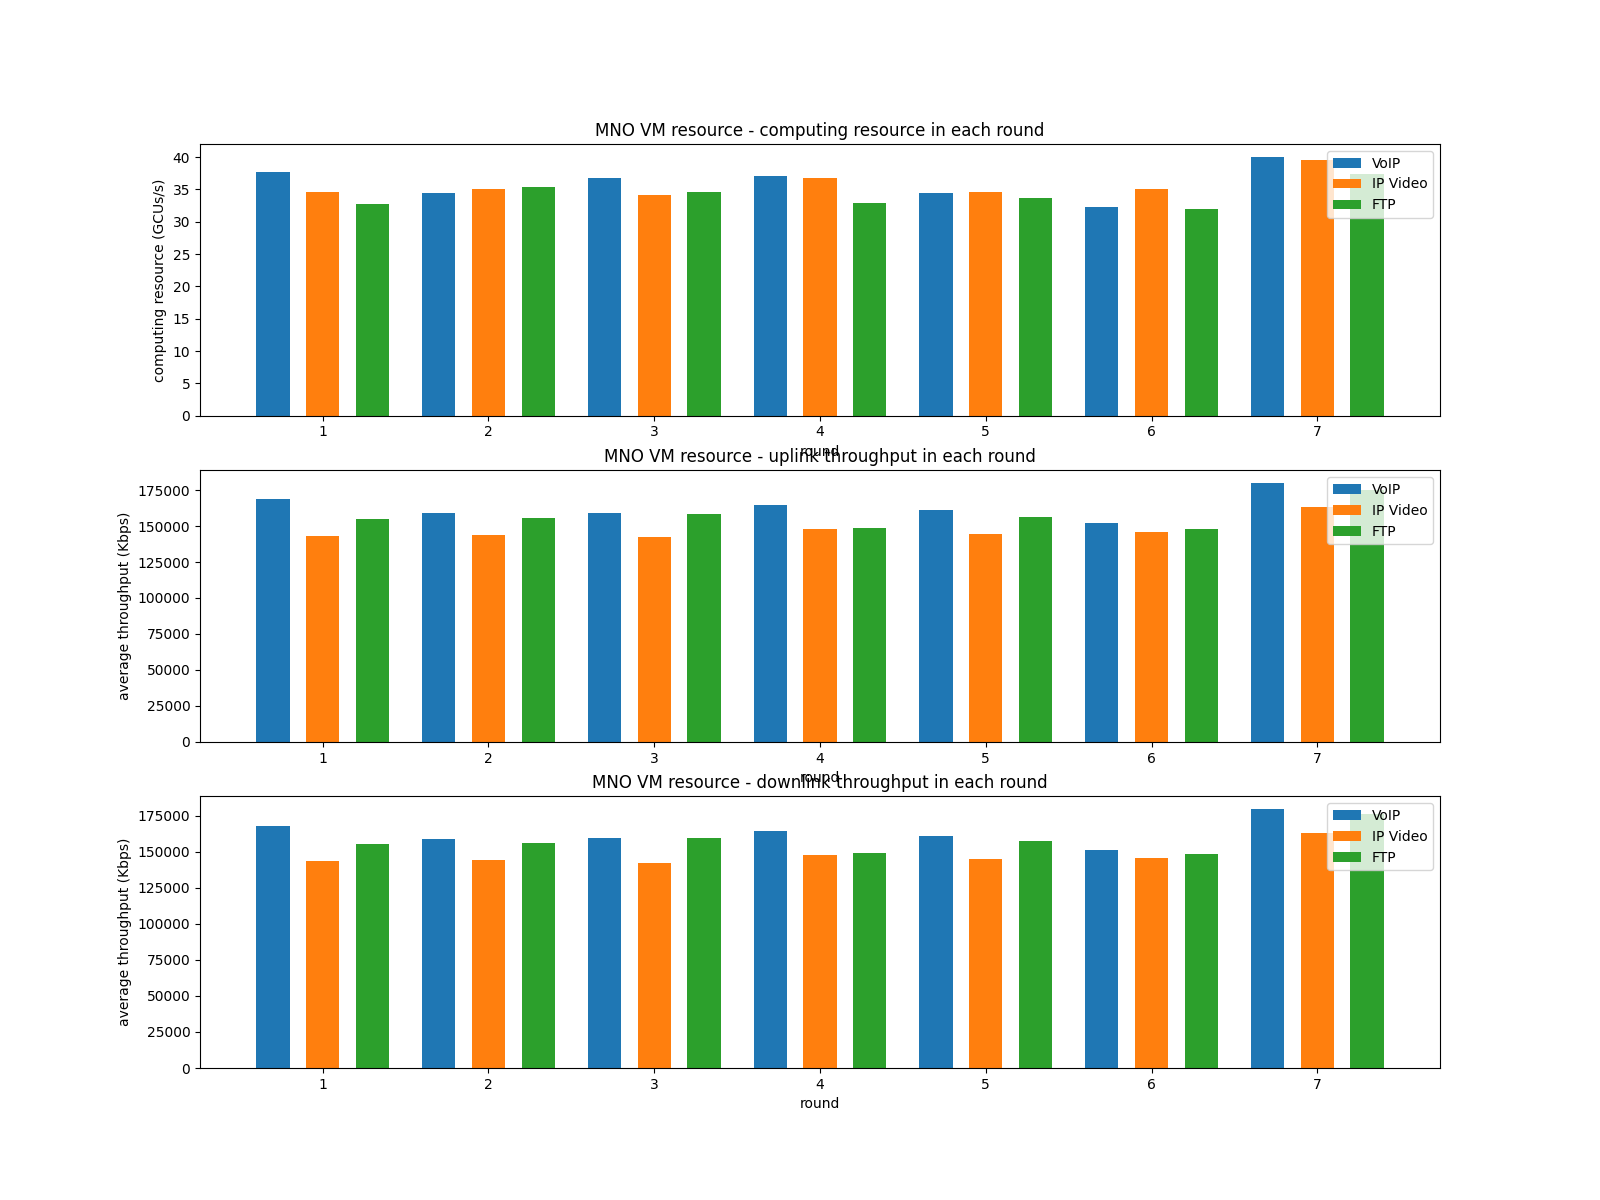 MNO VM resource - computing resource in each round
computing resource (GCUs/s)
40
35
30
25
20
15
10
5
0
VoIP
IP Video
FTP
1 2 3 4 5 6 7
round
MNO VM resource - uplink throughput in each round
average throughput (Kbps)
175000
150000
125000
100000
75000
50000
25000
0
VoIP
IP Video
FTP
1 2 3 4 5 6 7
round
MNO VM resource - downlink throughput in each round
average throughput (Kbps)
175000
150000
125000
100000
75000
50000
25000
0
VoIP
IP Video
FTP
1 2 3 4 5 6 7
round